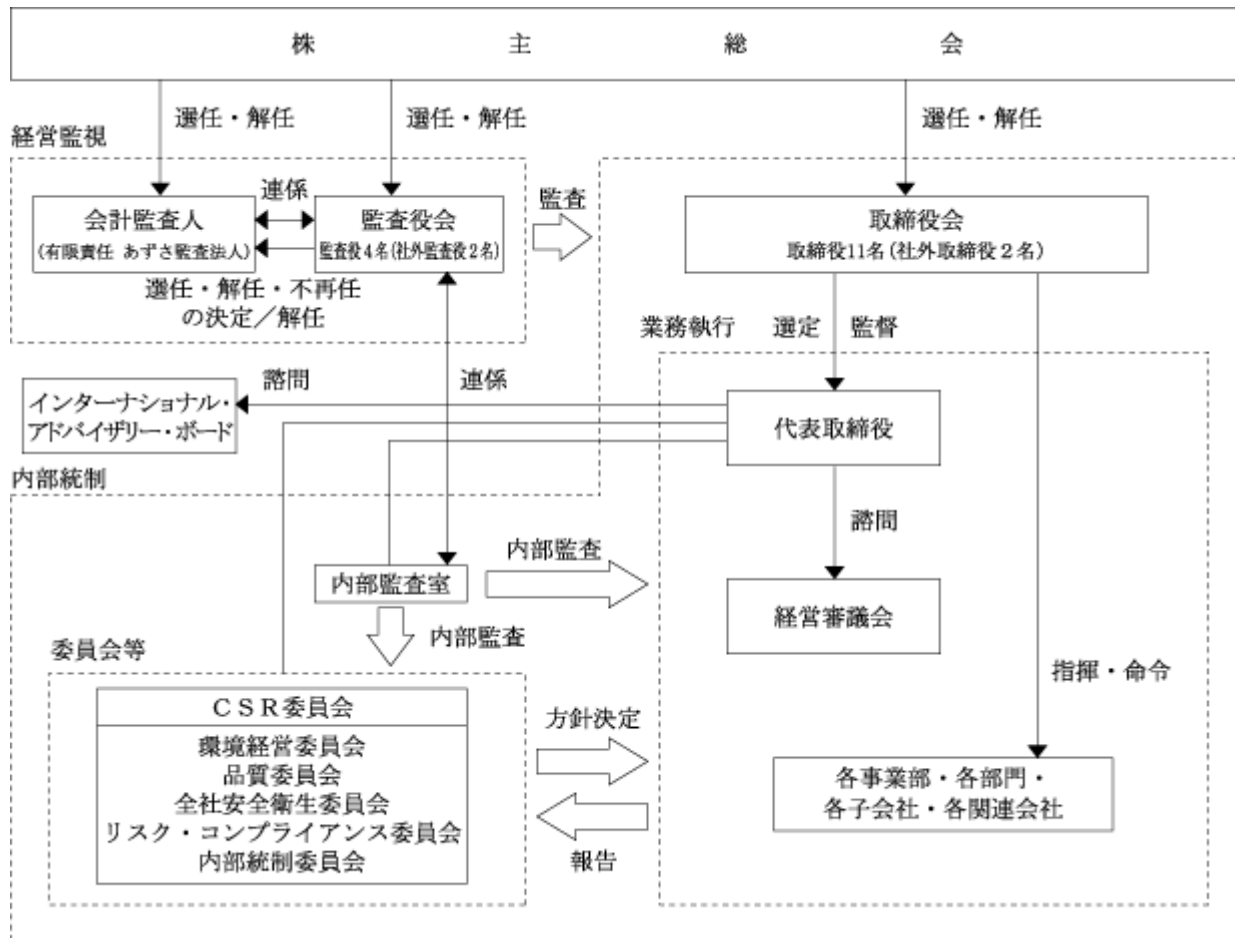 株主総会
選任・解任
選任・解任
選任・解任
経営監視
会計監査人
(有限責任 あずさ監査法人)
連係
監査役会
監査役4名(社外監査役2名)
監査
取締役会
取締役11名(社外取締役2名)
選任・解任・不再任
の決定/解任
業務執行
選定
監督
諮問
連係
インターナショナル・
アドバイザリー・ボード
代表取締役
内部統制
諮問
内部監査
内部監査室
経営審議会
内部監査
委員会等
指揮・命令
CSR委員会
方針決定
環境経営委員会
品質委員会
全社安全衛生委員会
リスク・コンプライアンス委員会
内部統制委員会
各事業部・各部門・
各子会社・各関連会社
報告